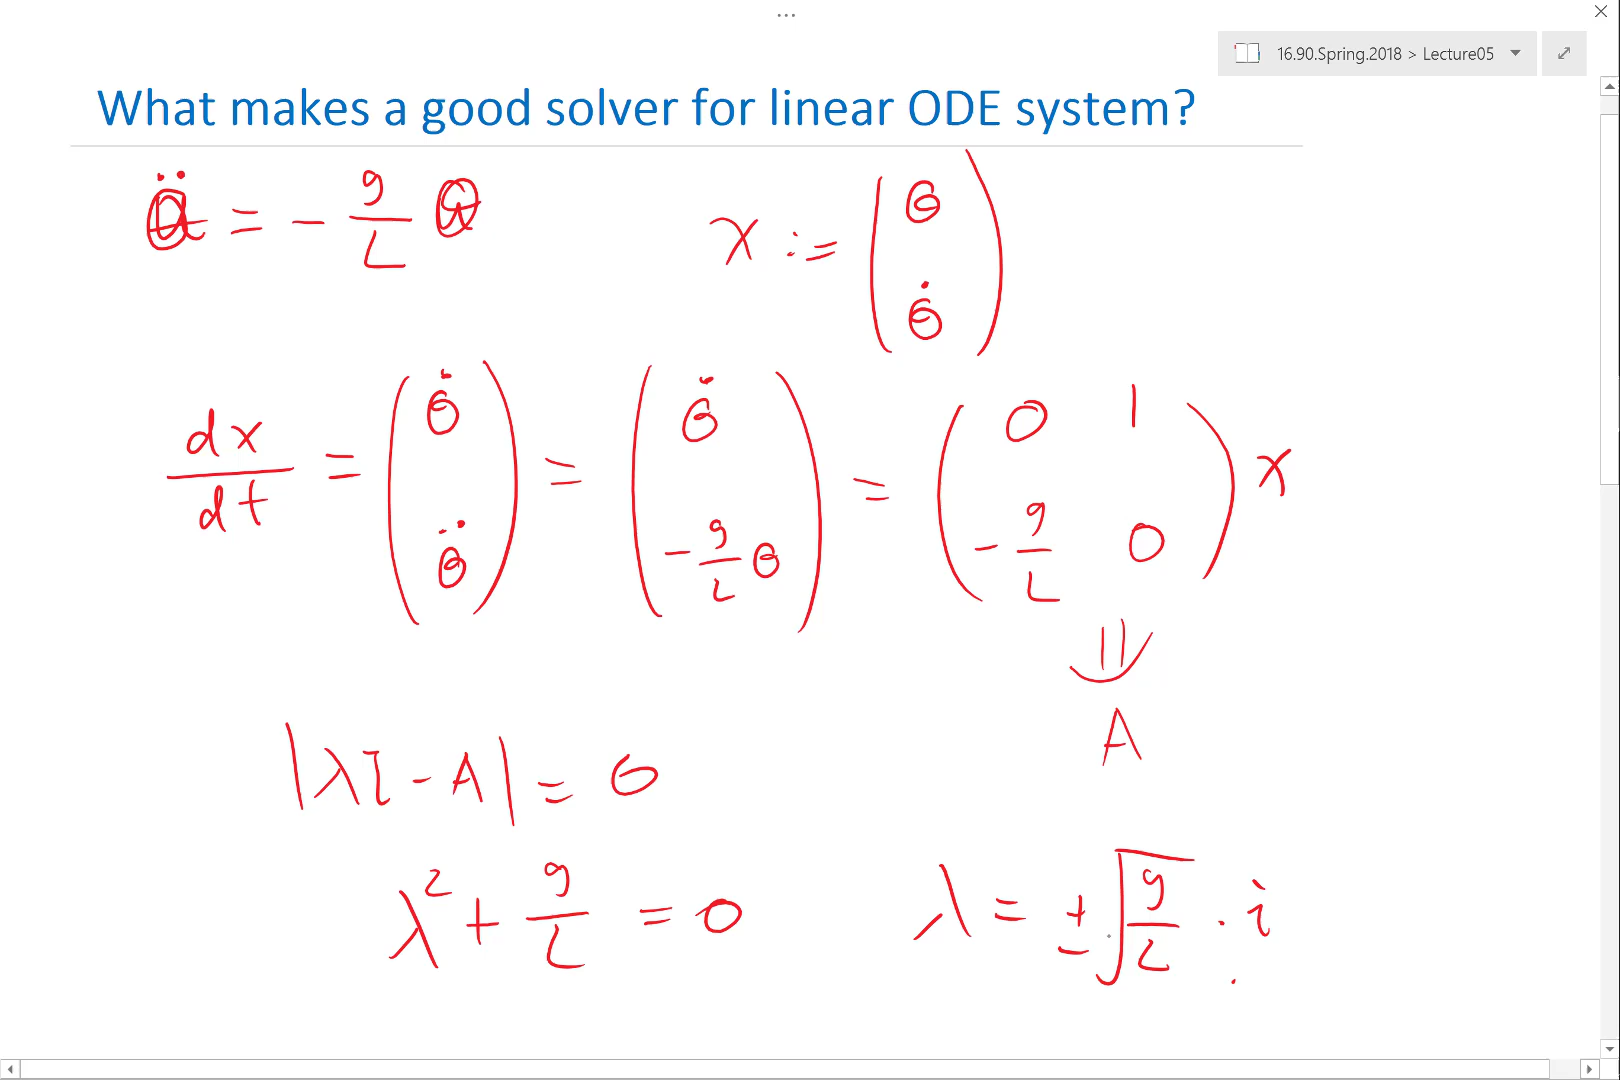 ...
16.90.Spring.2018 > Lecture05
What makes a good solver for linear ODE system?
θ̈ = - g/L θ    x := (θ θ̇)
dx/dt = (θ̇ θ̈) = (θ̇ -g/L θ) = (0 1 -g/L 0) x
A
|λI - A| = 0
λ² + g/L = 0    λ = ± √(g/L) · i